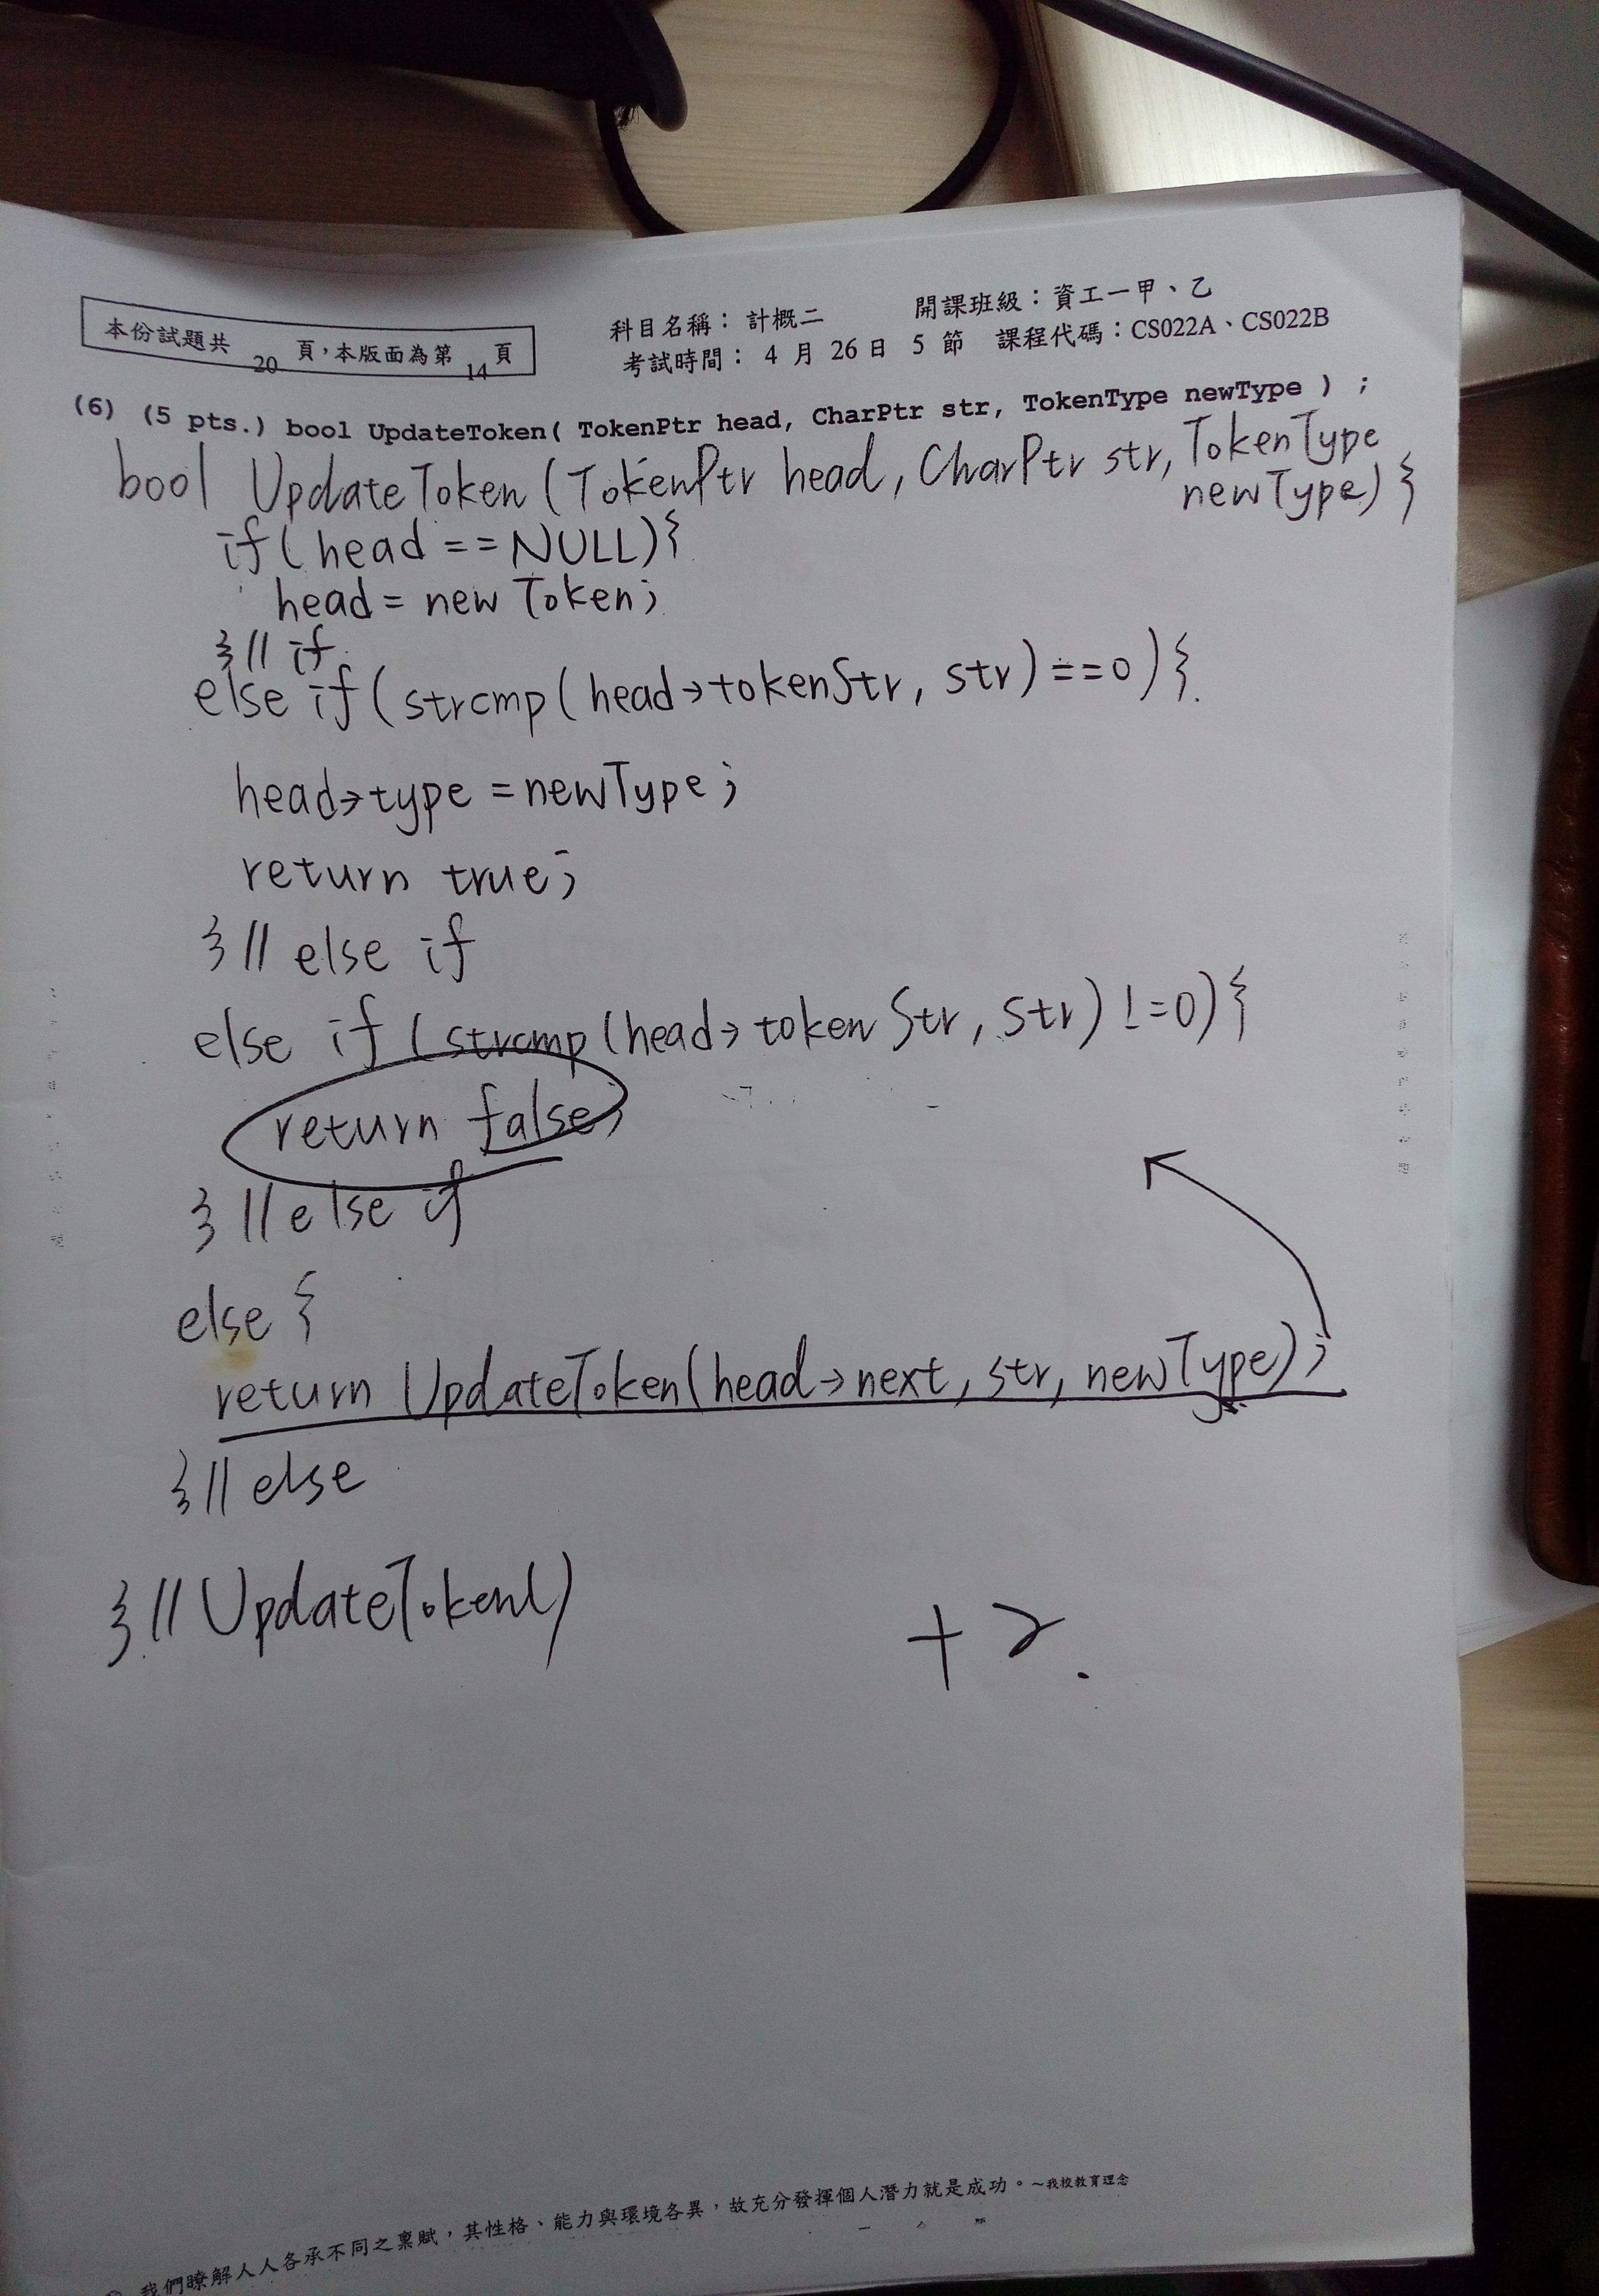 本份試題共 20 頁，本版面為第 14 頁
科目名稱： 計概二 開課班級：資工一甲、乙
考試時間： 4 月 26 日 5 節 課程代碼：CS022A、CS022B
(6) (5 pts.) bool UpdateToken( TokenPtr head, CharPtr str, TokenType newType ) ;
bool UpdateToken (TokenPtr head, CharPtr str, TokenType
newType) {
if( head == NULL){
head = new Token;
}// if
else if( strcmp( head→tokenStr, str) ==0){
head→type = newType;
return true;
}// else if
else if (strcmp(head→tokenStr, str) !=0){
return false;
}//else if
else {
return UpdateToken(head→next, str, newType);
}// else
}// UpdateToken()
+2.
我們瞭解人人各承不同之稟賦，其性格、能力與環境各異，故充分發揮個人潛力就是成功。～我校教育理念